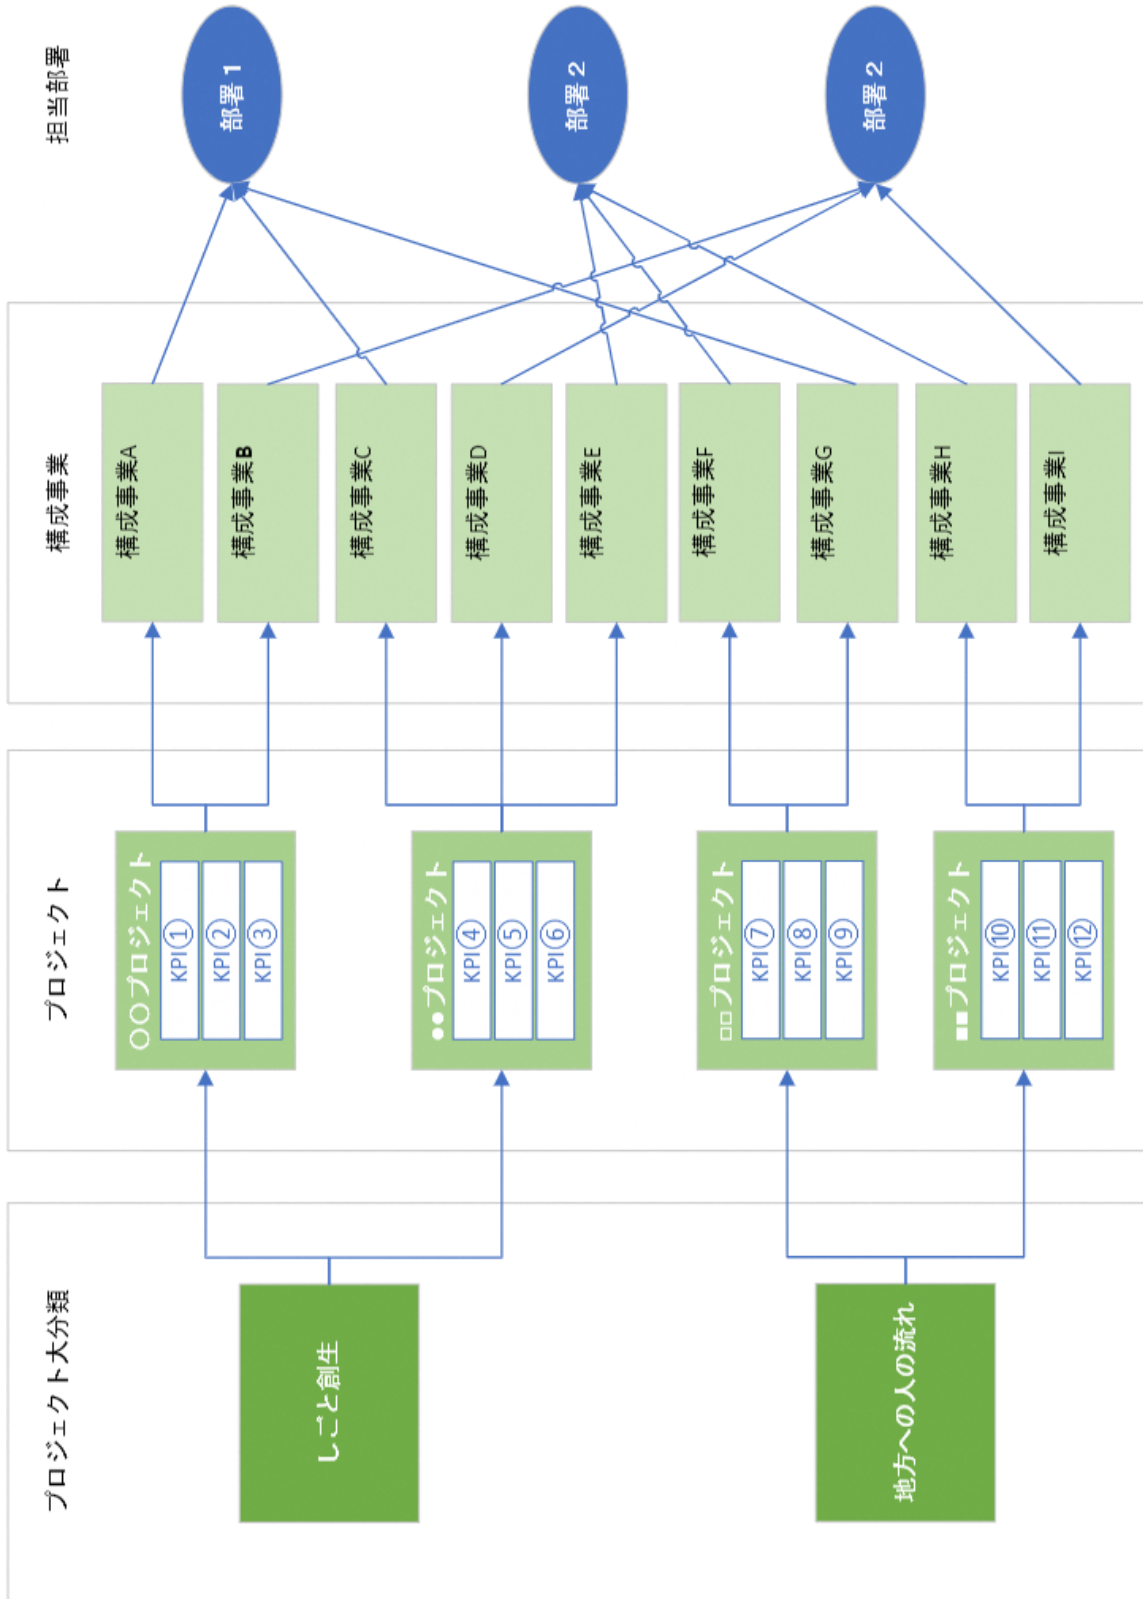 プロジェクト大分類
プロジェクト
構成事業
担当部署
しごと創生
地方への人の流れ
〇〇プロジェクト
KPI①
KPI②
KPI③
●●プロジェクト
KPI④
KPI⑤
KPI⑥
□□プロジェクト
KPI⑦
KPI⑧
KPI⑨
■■プロジェクト
KPI⑩
KPI⑪
KPI⑫
構成事業A
構成事業B
構成事業C
構成事業D
構成事業E
構成事業F
構成事業G
構成事業H
構成事業I
部署1
部署2
部署2